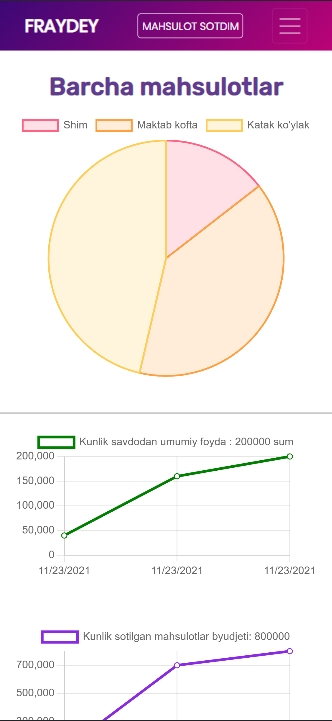 FRAYDEY MAHSULOT SOTDIM
Barcha mahsulotlar
Shim Maktab kofta Katak ko'ylak
Kunlik savdodan umumiy foyda : 200000 sum
200,000
150,000
100,000
50,000
0
11/23/2021 11/23/2021 11/23/2021
Kunlik sotilgan mahsulotlar byudjeti: 800000
700,000
500,000